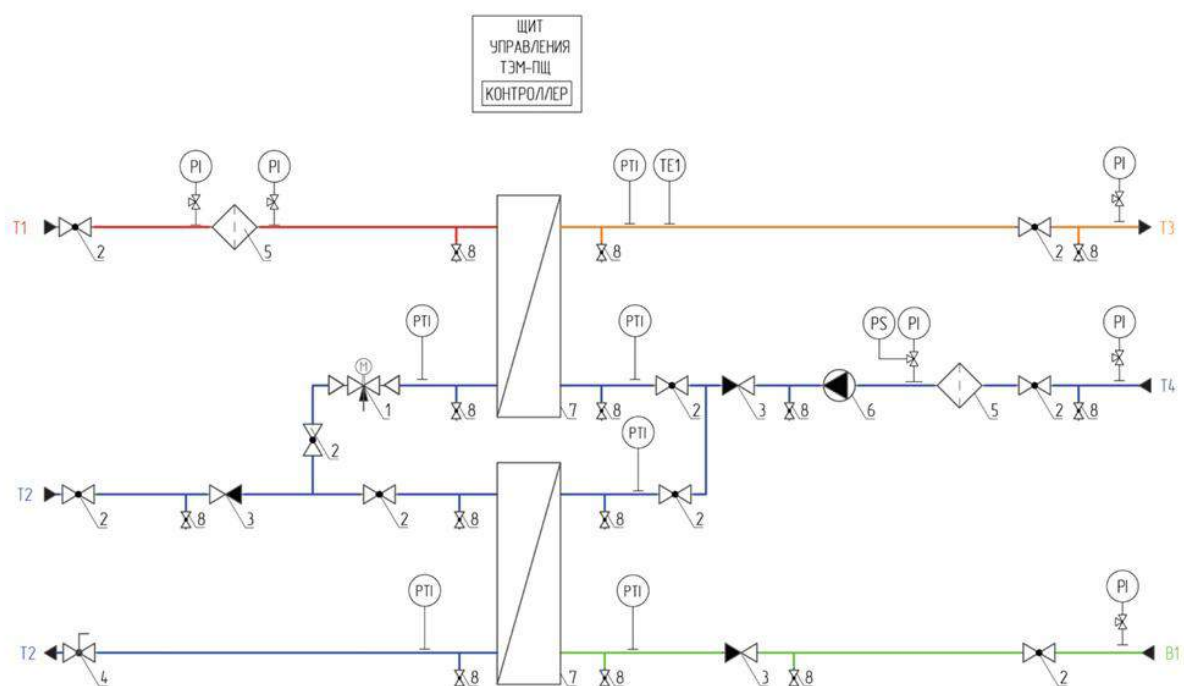 ЩИТ
УПРАВЛЕНИЯ
ТЭМ-ПЩ
КОНТРОЛЛЕР
PI PI PTI TE1 PI
T1 2 5 8 8 2 8 T3
PTI PTI PS PI PI
M
1 8 7 8 2 3 8 6 5 2 8 T4
2 PTI
T2 2 8 3 2 8 8 2
PTI PTI PI
T2 4 8 7 8 3 8 2 B1